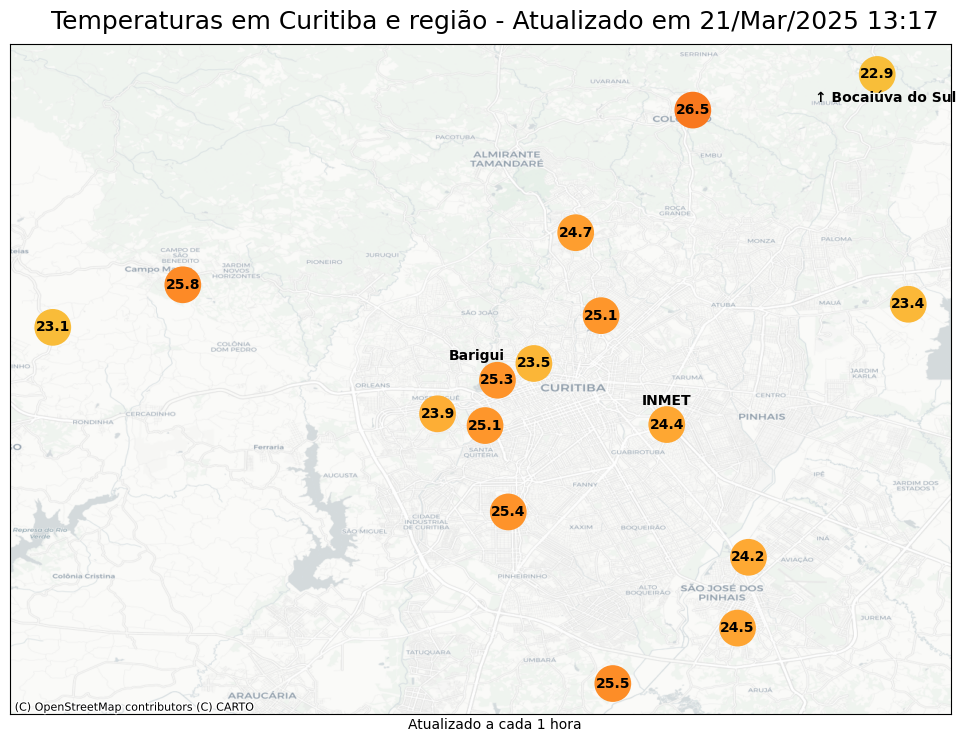 Temperaturas em Curitiba e região - Atualizado em 21/Mar/2025 13:17
SERRINHA
22.9
UVARANAL
↑ Bocaiúva do Sul
26.5
PACOTUBA
ALMIRANTE
TAMANDARÉ
EMBU
ROÇA
GRANDE
24.7
MONZA
PALOMA
CAMPO DE
SÃO
BENEDITO
JURUQUI
PIONEIRO
JARDIM
NOVOS
HORIZONTES
25.8
23.4
MAUÁ
ATUBA
SÃO JOÃO
25.1
23.1
COLÔNIA
DOM PEDRO
Barigui
23.5
JARDIM
KARLA
TARUMÃ
25.3
ORLEANS
CURITIBA
CENTRO
INMET
23.9
CERCADINHO
RONDINHA
PINHAIS
25.1
24.4
Ferraria
SANTA
QUITÉRIA
GUABIROTUBA
AUGUSTA
IPÊ
FANNY
JARDIM DOS
ESTADOS I
25.4
CIDADE
INDUSTRIAL
DE CURITIBA
SÃO MIGUEL
XAXIM
BOQUEIRÃO
Represa do Rio
Verde
INÁ
24.2
AVIAÇÃO
Colônia Cristina
PINHEIRINHO
ALTO
BOQUEIRÃO
SÃO JOSÉ DOS
PINHAIS
JUREMA
24.5
TATUQUARA
UMBARÁ
25.5
ARUJÁ
ARAUCÁRIA
(C) OpenStreetMap contributors (C) CARTO
Atualizado a cada 1 hora